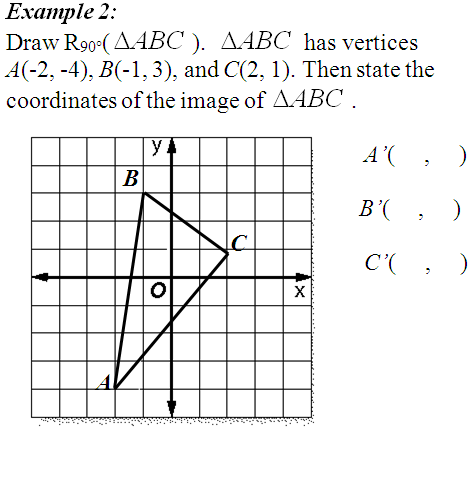 Example 2:
Draw R90°(ΔABC ). ΔABC has vertices
A(-2, -4), B(-1, 3), and C(2, 1). Then state the
coordinates of the image of ΔABC .
y
A’( , )
B
B’( , )
C
C’( , )
O
x
A